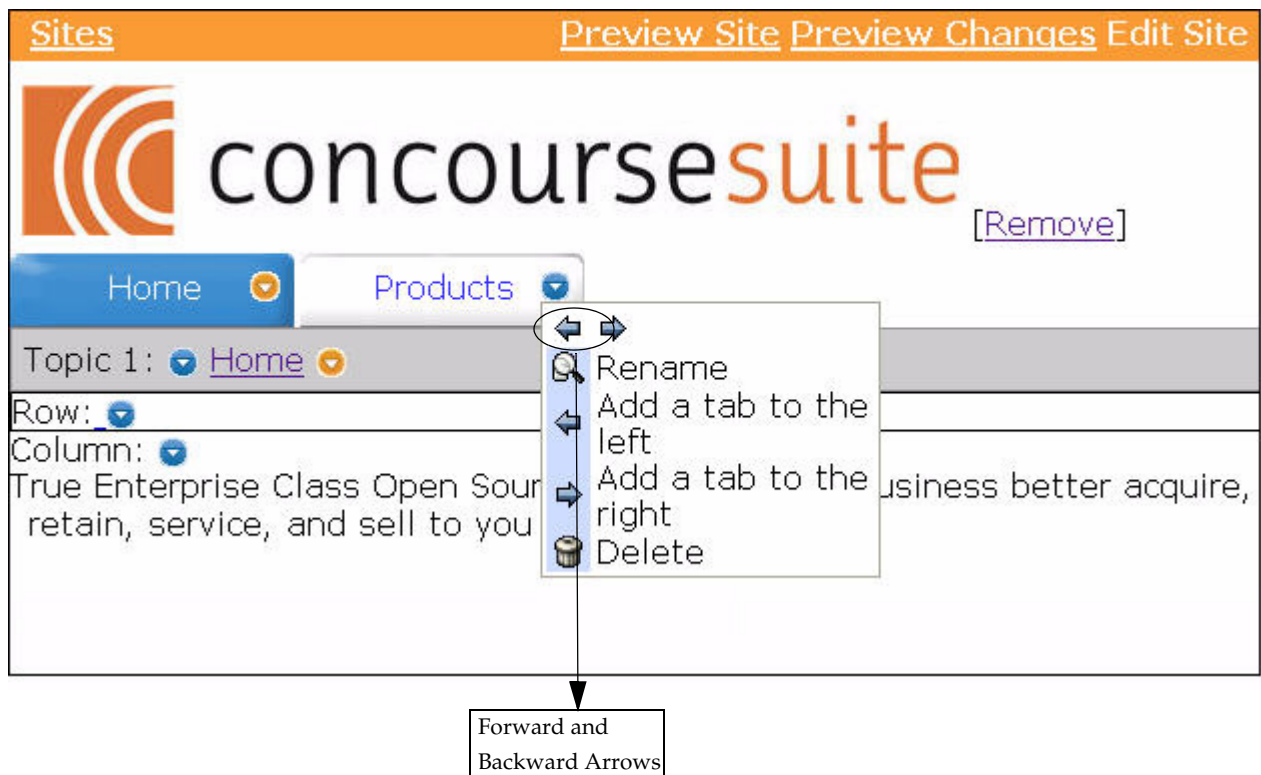 Sites Preview Site Preview Changes Edit Site
concoursesuite
[Remove]
Home Products
Topic 1: Home
Rename
Row:
Add a tab to the
left
Column:
Add a tab to the
right
True Enterprise Class Open Sour usiness better acquire,
retain, service, and sell to you
Delete
Forward and
Backward Arrows